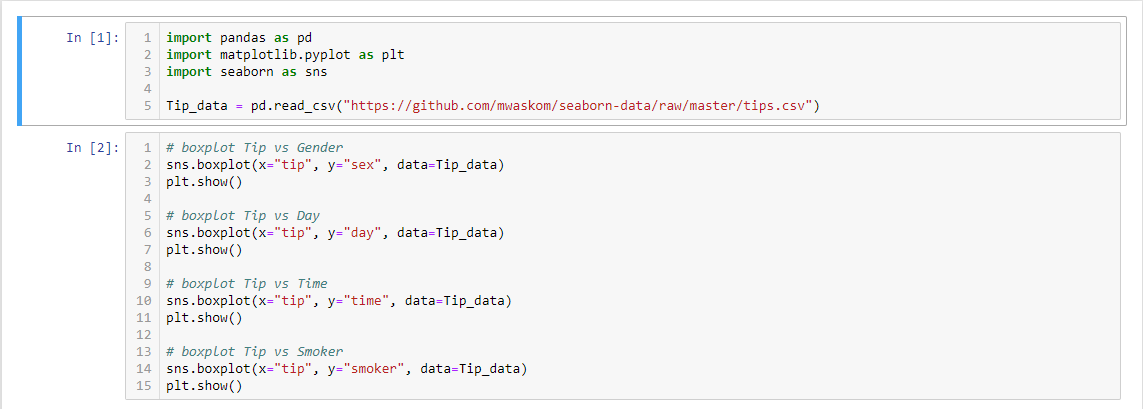 In [1]:
1 import pandas as pd
2 import matplotlib.pyplot as plt
3 import seaborn as sns
4
5 Tip_data = pd.read_csv("https://github.com/mwaskom/seaborn-data/raw/master/tips.csv")
In [2]:
1 # boxplot Tip vs Gender
2 sns.boxplot(x="tip", y="sex", data=Tip_data)
3 plt.show()
4
5 # boxplot Tip vs Day
6 sns.boxplot(x="tip", y="day", data=Tip_data)
7 plt.show()
8
9 # boxplot Tip vs Time
10 sns.boxplot(x="tip", y="time", data=Tip_data)
11 plt.show()
12
13 # boxplot Tip vs Smoker
14 sns.boxplot(x="tip", y="smoker", data=Tip_data)
15 plt.show()